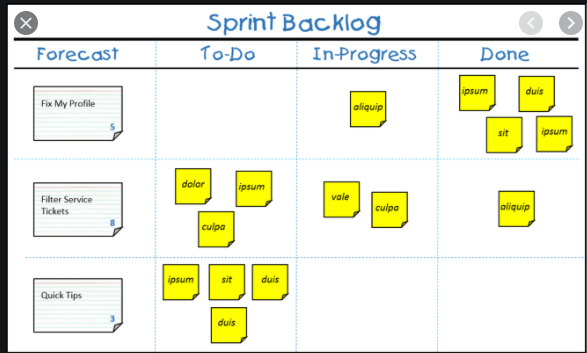 Sprint Backlog
Forecast To-Do In-Progress Done
Fix My Profile
5
aliquip
ipsum duis
sit ipsum
Filter Service
Tickets
8
dolor ipsum
culpa
vale culpa
aliquip
Quick Tips
3
ipsum sit duis
duis